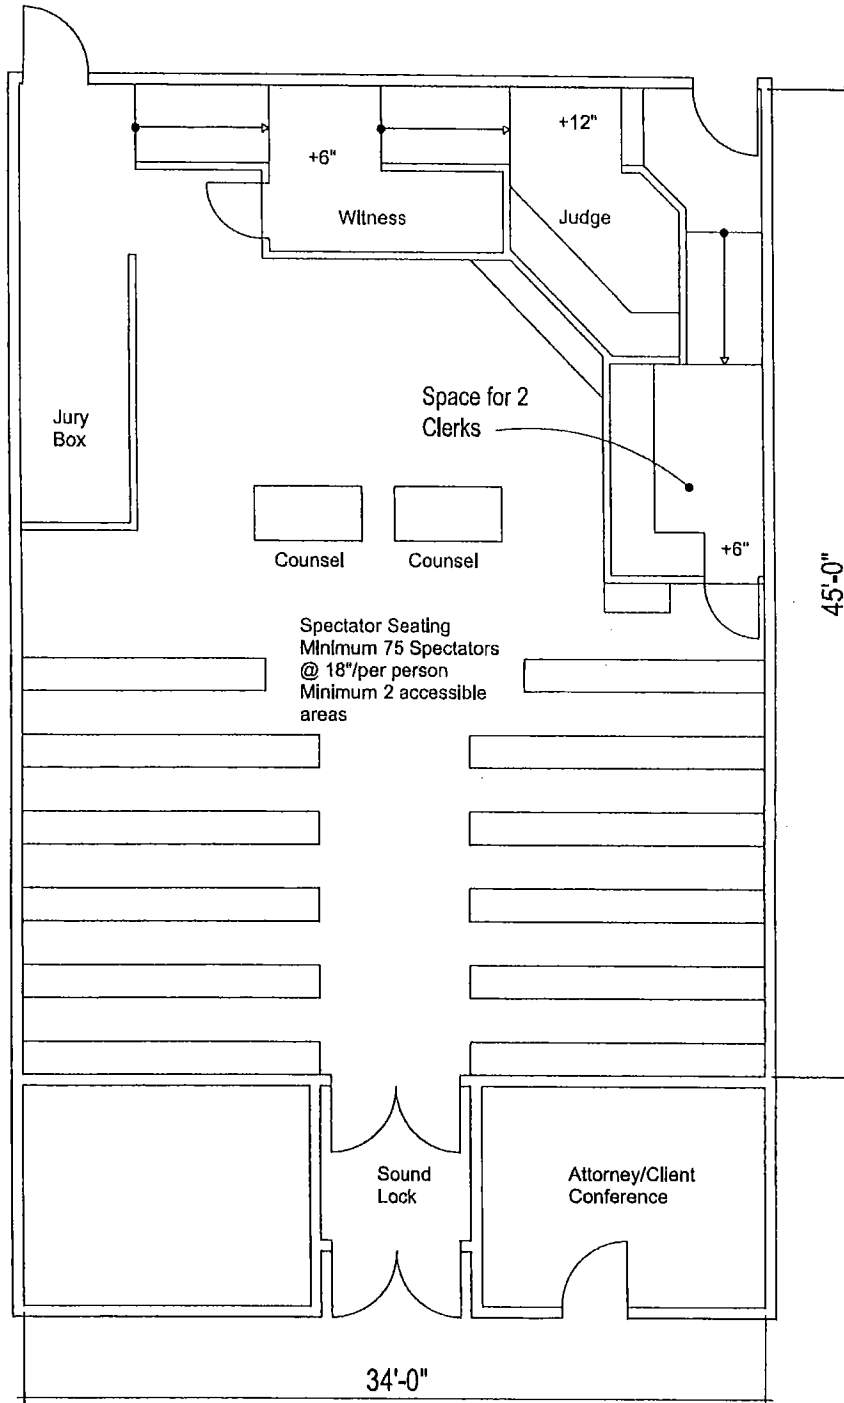 +12"
+6"
Witness
Judge
Space for 2
Clerks
Jury
Box
+6"
Counsel
Counsel
45'-0"
Spectator Seating
Minimum 75 Spectators
@ 18"/per person
Minimum 2 accessible
areas
Sound
Lock
Attorney/Client
Conference
34'-0"